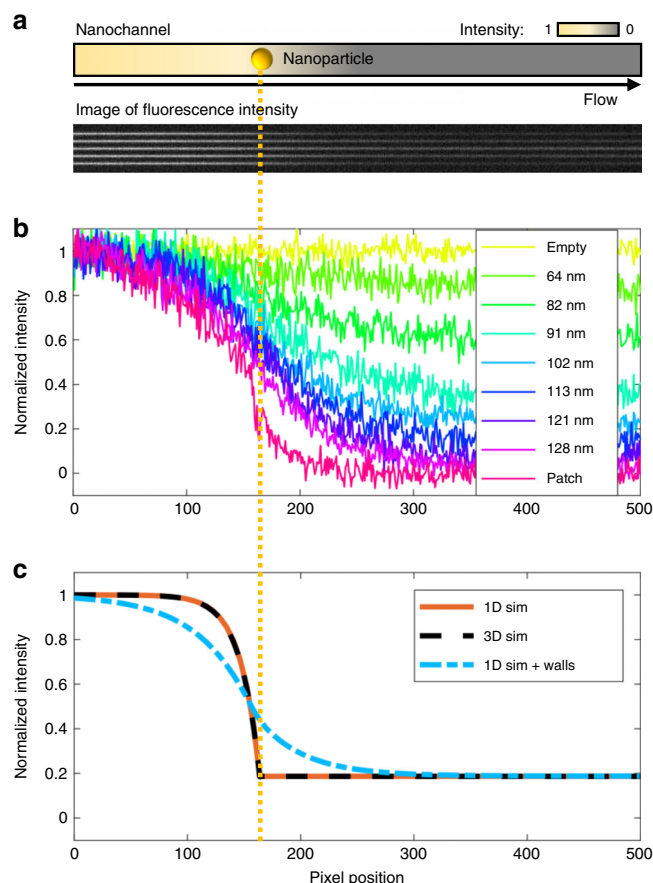 a
Nanochannel
Intensity: 1 0
Nanoparticle
Flow
Image of fluorescence intensity
b
Normalized intensity
1
0.8
0.6
0.4
0.2
0
0 100 200 300 400 500
Empty
64 nm
82 nm
91 nm
102 nm
113 nm
121 nm
128 nm
Patch
c
Normalized intensity
1
0.8
0.6
0.4
0.2
0
1D sim
3D sim
1D sim + walls
0 100 200 300 400 500
Pixel position